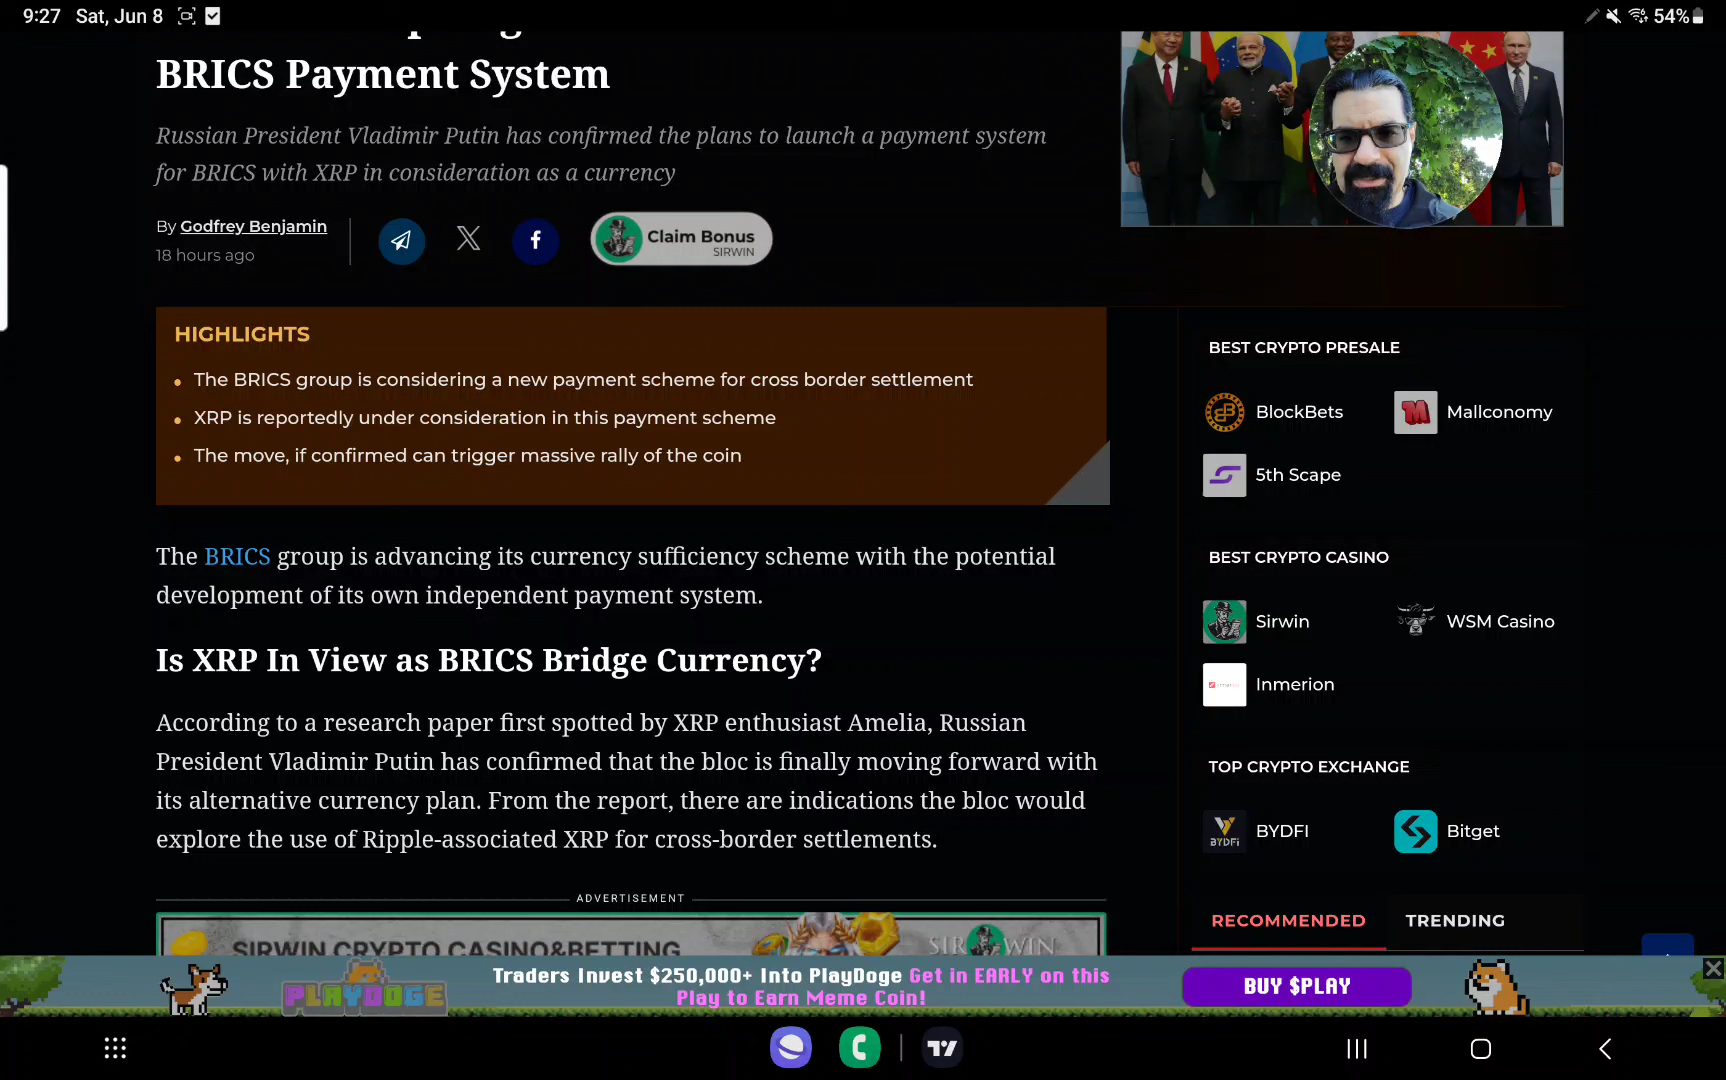 9:27 Sat, Jun 8
54%
BRICS Payment System
Russian President Vladimir Putin has confirmed the plans to launch a payment system
for BRICS with XRP in consideration as a currency
By Godfrey Benjamin
18 hours ago
Claim Bonus
SIRWIN
HIGHLIGHTS
The BRICS group is considering a new payment scheme for cross border settlement
XRP is reportedly under consideration in this payment scheme
The move, if confirmed can trigger massive rally of the coin
The BRICS group is advancing its currency sufficiency scheme with the potential
development of its own independent payment system.
Is XRP In View as BRICS Bridge Currency?
According to a research paper first spotted by XRP enthusiast Amelia, Russian
President Vladimir Putin has confirmed that the bloc is finally moving forward with
its alternative currency plan. From the report, there are indications the bloc would
explore the use of Ripple-associated XRP for cross-border settlements.
ADVERTISEMENT
SIRWIN CRYPTO CASINO&BETTING
SIRWIN
BEST CRYPTO PRESALE
BlockBets
Mallconomy
5th Scape
BEST CRYPTO CASINO
Sirwin
WSM Casino
Inmerion
TOP CRYPTO EXCHANGE
BYDFi
BYDFI
Bitget
RECOMMENDED
TRENDING
PLAYDOGE
Traders Invest $250,000+ Into PlayDoge Get in EARLY on this
Play to Earn Meme Coin!
BUY $PLAY